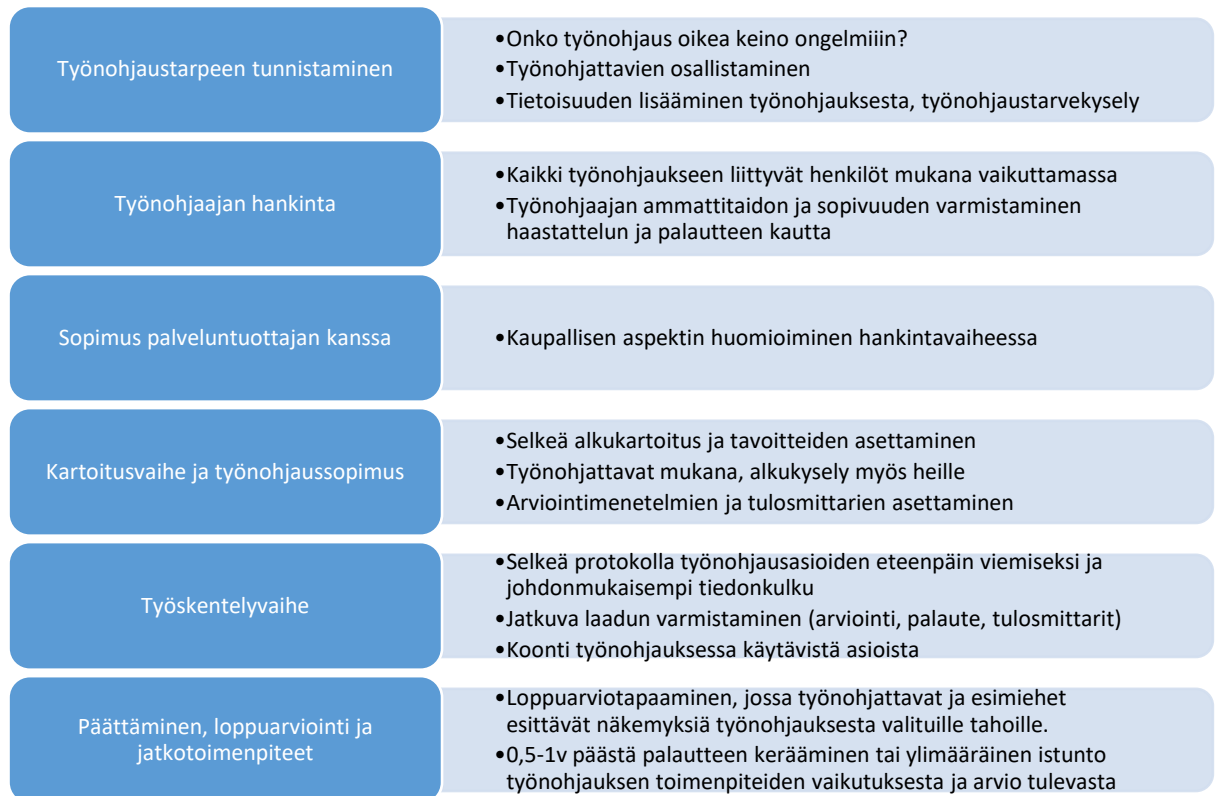 Työnohjaustarpeen tunnistaminen
•Onko työnohjaus oikea keino ongelmiiin?
•Työnohjattavien osallistaminen
•Tietoisuuden lisääminen työnohjauksesta, työnohjaustarvekysely
Työnohjaajan hankinta
•Kaikki työnohjaukseen liittyvät henkilöt mukana vaikuttamassa
•Työnohjaajan ammattitaidon ja sopivuuden varmistaminen
haastattelun ja palautteen kautta
Sopimus palveluntuottajan kanssa
•Kaupallisen aspektin huomioiminen hankintavaiheessa
Kartoitusvaihe ja työnohjaussopimus
•Selkeä alkukartoitus ja tavoitteiden asettaminen
•Työnohjattavat mukana, alkukysely myös heille
•Arviointimenetelmien ja tulosmittarien asettaminen
Työskentelyvaihe
•Selkeä protokolla työnohjausasioiden eteenpäin viemiseksi ja
johdonmukaisempi tiedonkulku
•Jatkuva laadun varmistaminen (arviointi, palaute, tulosmittarit)
•Koonti työnohjauksessa käytävistä asioista
Päättäminen, loppuarviointi ja
jatkotoimenpiteet
•Loppuarviotapaaminen, jossa työnohjattavat ja esimiehet
esittävät näkemyksiä työnohjauksesta valituille tahoille.
•0,5-1v päästä palautteen kerääminen tai ylimääräinen istunto
työnohjauksen toimenpiteiden vaikutuksesta ja arvio tulevasta